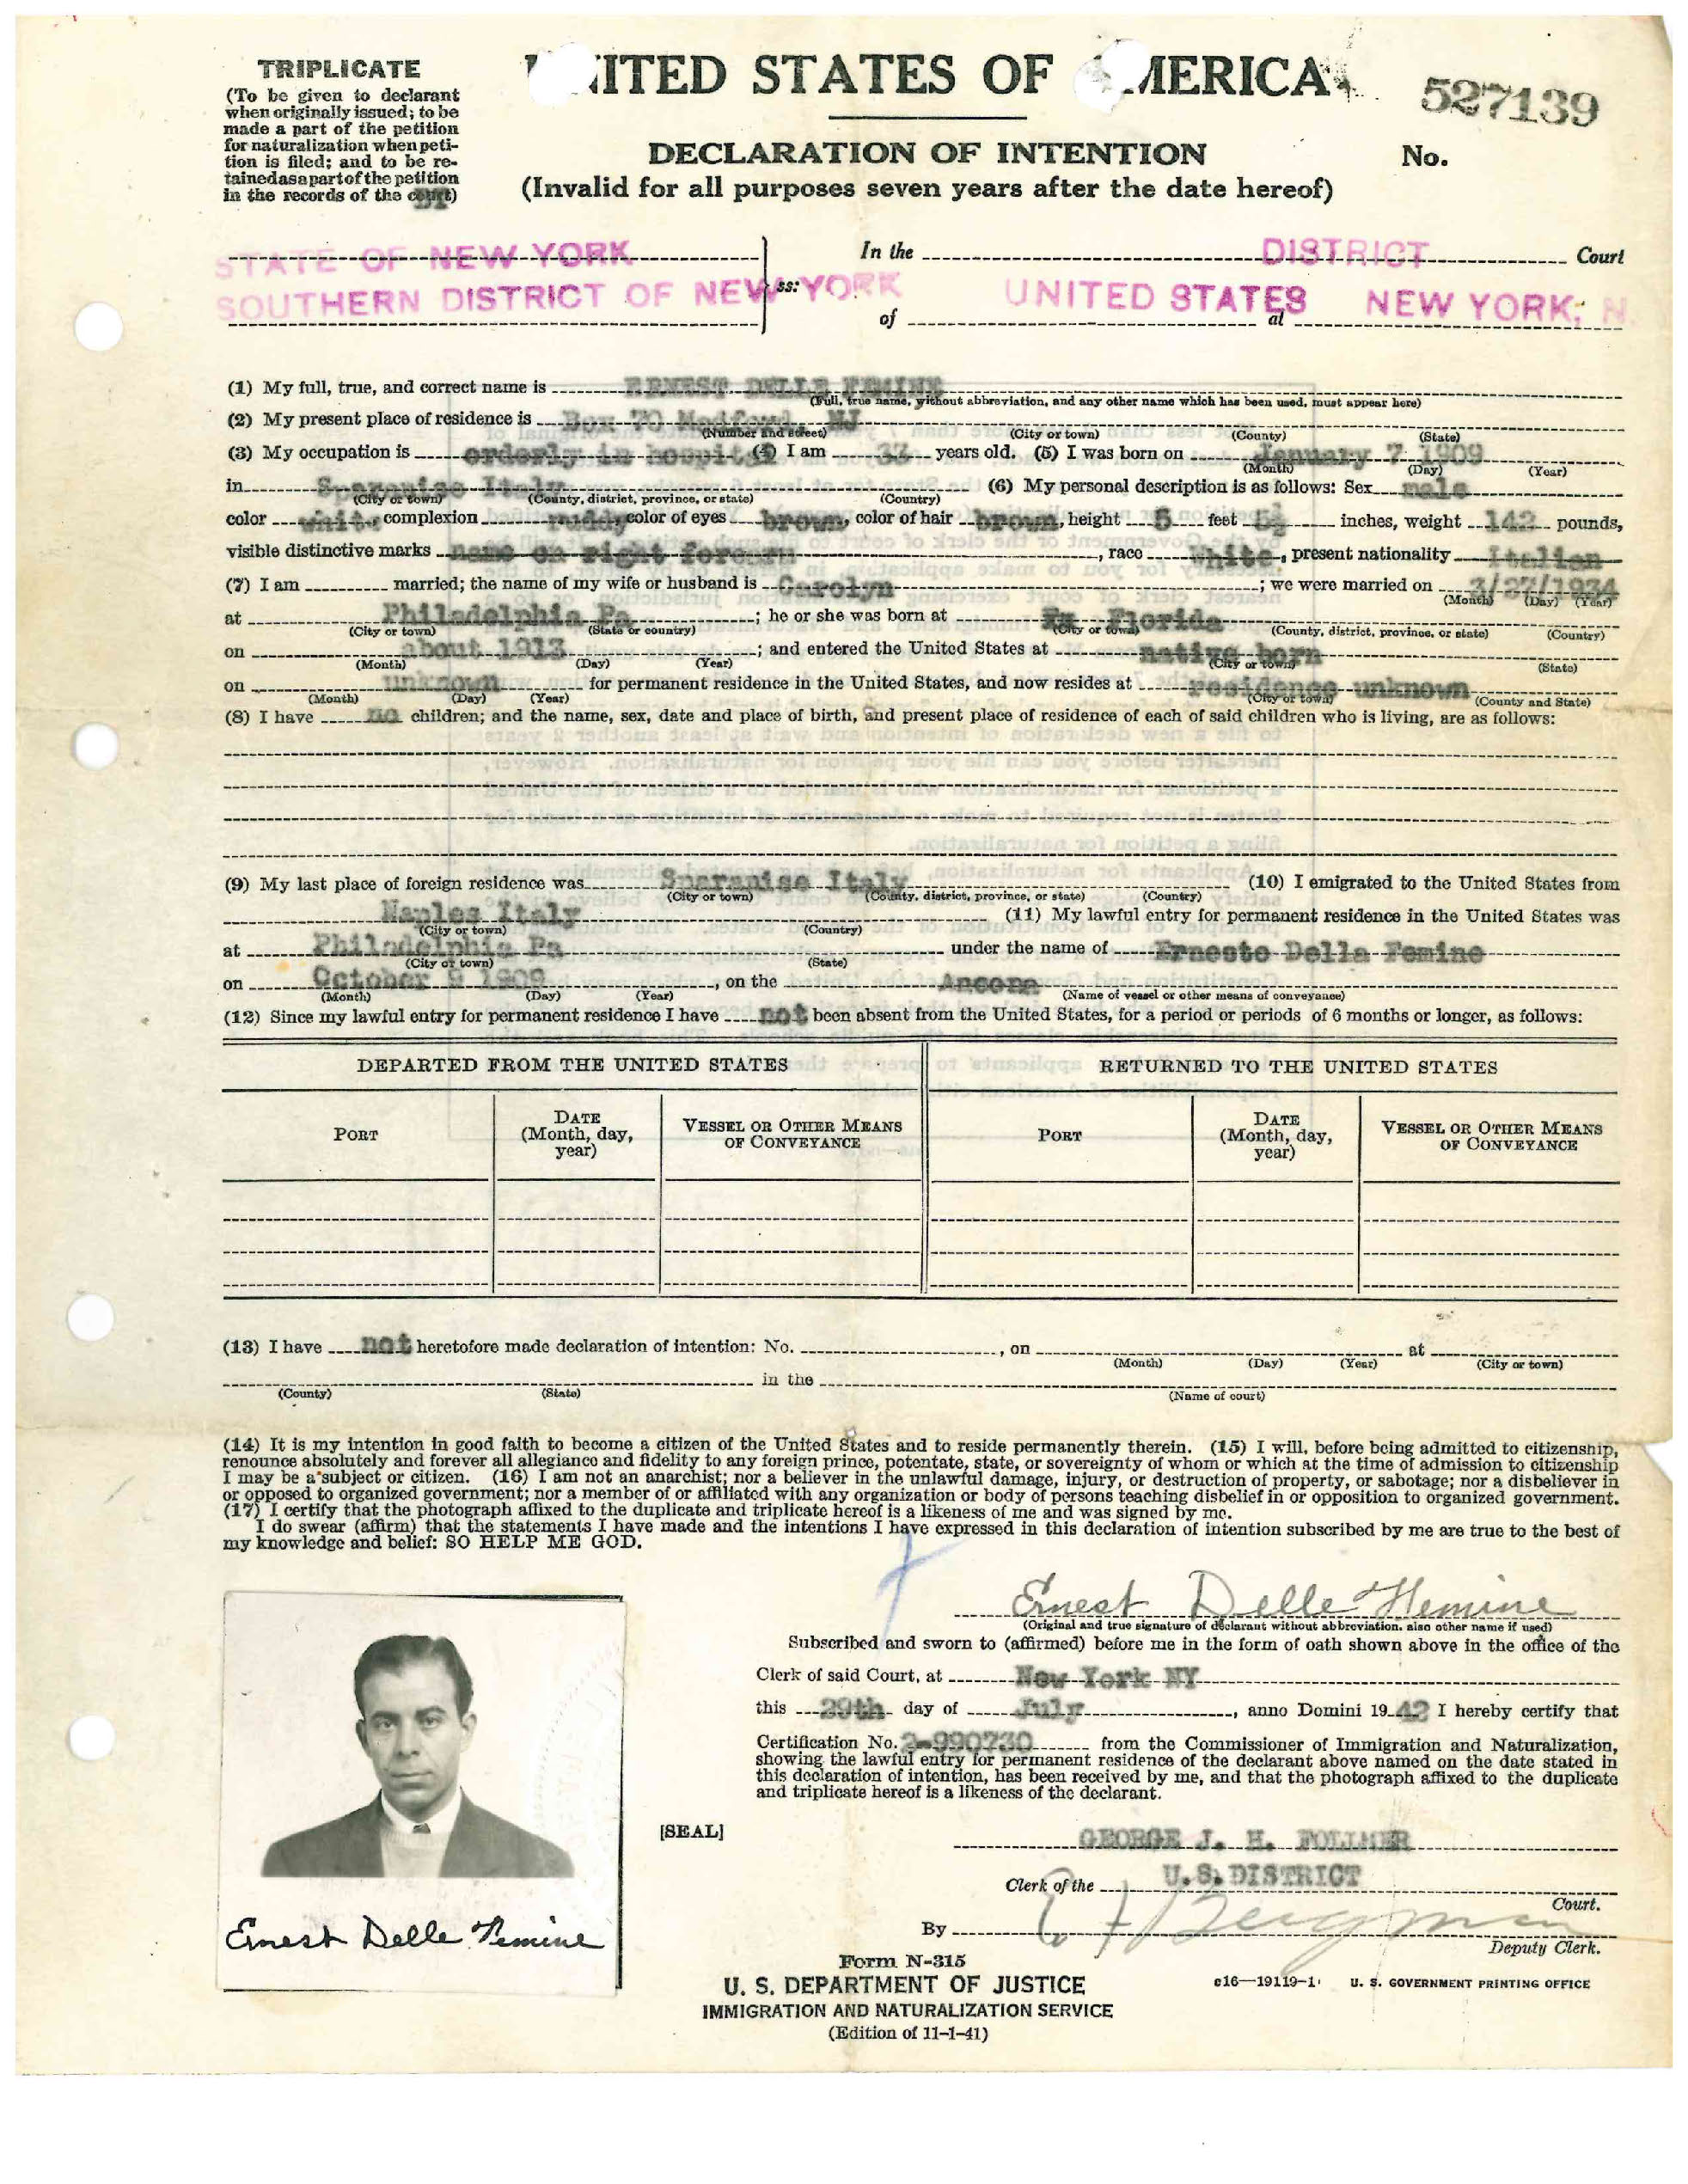 TRIPLICATE
(To be given to declarant
when originally issued; to be
made a part of the petition
for naturalization when peti-
tion is filed; and to be re-
tained as a part of the petition
in the records of the court)
UNITED STATES OF AMERICA
527139
DECLARATION OF INTENTION
No.
(Invalid for all purposes seven years after the date hereof)
STATE OF NEW YORK
In the DISTRICT Court
SOUTHERN DISTRICT OF NEW YORK
ss:
of UNITED STATES at NEW YORK, N.
(1) My full, true, and correct name is ERNEST DELLE FEMINE
(Full, true name, without abbreviation, and any other name which has been used, must appear here)
(2) My present place of residence is Box 70 Medford NJ
(Number and street) (City or town) (County) (State)
(3) My occupation is orderly in hospital (4) I am 33 years old. (5) I was born on January 7 1909
(Month) (Day) (Year)
in Sparanise Italy (6) My personal description is as follows: Sex male
(City or town) (County, district, province, or state) (Country)
color white, complexion ruddy, color of eyes brown, color of hair brown, height 5 feet 5½ inches, weight 142 pounds,
visible distinctive marks name on right forearm, race white, present nationality Italian
(7) I am married; the name of my wife or husband is Carolyn; we were married on 3/27/1934
(Month) (Day) (Year)
at Philadelphia Pa; he or she was born at Florida
(City or town) (State or country) (City or town) (County, district, province, or state) (Country)
on about 1913; and entered the United States at native born
(Month) (Day) (Year) (City or town) (State)
on unknown for permanent residence in the United States, and now resides at residence unknown
(Month) (Day) (Year) (City or town) (County and State)
(8) I have no children; and the name, sex, date and place of birth, and present place of residence of each of said children who is living, are as follows:
(9) My last place of foreign residence was Sparanise Italy (10) I emigrated to the United States from
(City or town) (County, district, province, or state) (Country)
Naples Italy (11) My lawful entry for permanent residence in the United States was
(City or town) (Country)
at Philadelphia Pa under the name of Ernesto Della Femine
(City or town) (State)
on October 9 1909, on the Ancona
(Month) (Day) (Year) (Name of vessel or other means of conveyance)
(12) Since my lawful entry for permanent residence I have not been absent from the United States, for a period or periods of 6 months or longer, as follows:
DEPARTED FROM THE UNITED STATES RETURNED TO THE UNITED STATES
PORT DATE (Month, day, year) VESSEL OR OTHER MEANS OF CONVEYANCE PORT DATE (Month, day, year) VESSEL OR OTHER MEANS OF CONVEYANCE
(13) I have not heretofore made declaration of intention: No. , on at
(Month) (Day) (Year) (City or town)
in the
(County) (State) (Name of court)
(14) It is my intention in good faith to become a citizen of the United States and to reside permanently therein. (15) I will, before being admitted to citizenship,
renounce absolutely and forever all allegiance and fidelity to any foreign prince, potentate, state, or sovereignty of whom or which at the time of admission to citizenship
I may be a subject or citizen. (16) I am not an anarchist; nor a believer in the unlawful damage, injury, or destruction of property, or sabotage; nor a disbeliever in
or opposed to organized government; nor a member of or affiliated with any organization or body of persons teaching disbelief in or opposition to organized government.
(17) I certify that the photograph affixed to the duplicate and triplicate hereof is a likeness of me and was signed by me.
I do swear (affirm) that the statements I have made and the intentions I have expressed in this declaration of intention subscribed by me are true to the best of
my knowledge and belief: SO HELP ME GOD.
Ernest Delle Femine
(Original and true signature of declarant without abbreviation, also other name if used)
Subscribed and sworn to (affirmed) before me in the form of oath shown above in the office of the
Clerk of said Court, at New York NY
this 29th day of July, anno Domini 1942 I hereby certify that
Certification No. 2-990730 from the Commissioner of Immigration and Naturalization,
showing the lawful entry for permanent residence of the declarant above named on the date stated in
this declaration of intention, has been received by me, and that the photograph affixed to the duplicate
and triplicate hereof is a likeness of the declarant.
[SEAL]
GEORGE J. H. FOLLMER
Clerk of the U.S. DISTRICT
Court.
By Bergman
Deputy Clerk.
Ernest Delle Femine
Form N-315
U. S. DEPARTMENT OF JUSTICE
c16—19119-1 U. S. GOVERNMENT PRINTING OFFICE
IMMIGRATION AND NATURALIZATION SERVICE
(Edition of 11-1-41)